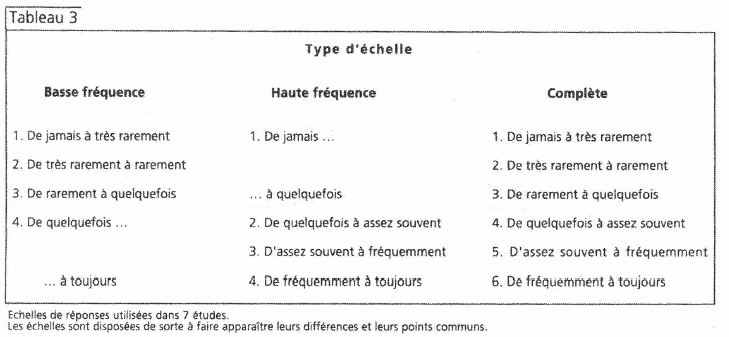 Tableau 3
Type d'échelle
Basse fréquence Haute fréquence Complète
1. De jamais à très rarement 1. De jamais ... 1. De jamais à très rarement
2. De très rarement à rarement 2. De très rarement à rarement
3. De rarement à quelquefois ... à quelquefois 3. De rarement à quelquefois
4. De quelquefois ... 2. De quelquefois à assez souvent 4. De quelquefois à assez souvent
3. D'assez souvent à fréquemment 5. D'assez souvent à fréquemment
... à toujours 4. De fréquemment à toujours 6. De fréquemment à toujours
Echelles de réponses utilisées dans 7 études.
Les échelles sont disposées de sorte à faire apparaître leurs différences et leurs points communs.